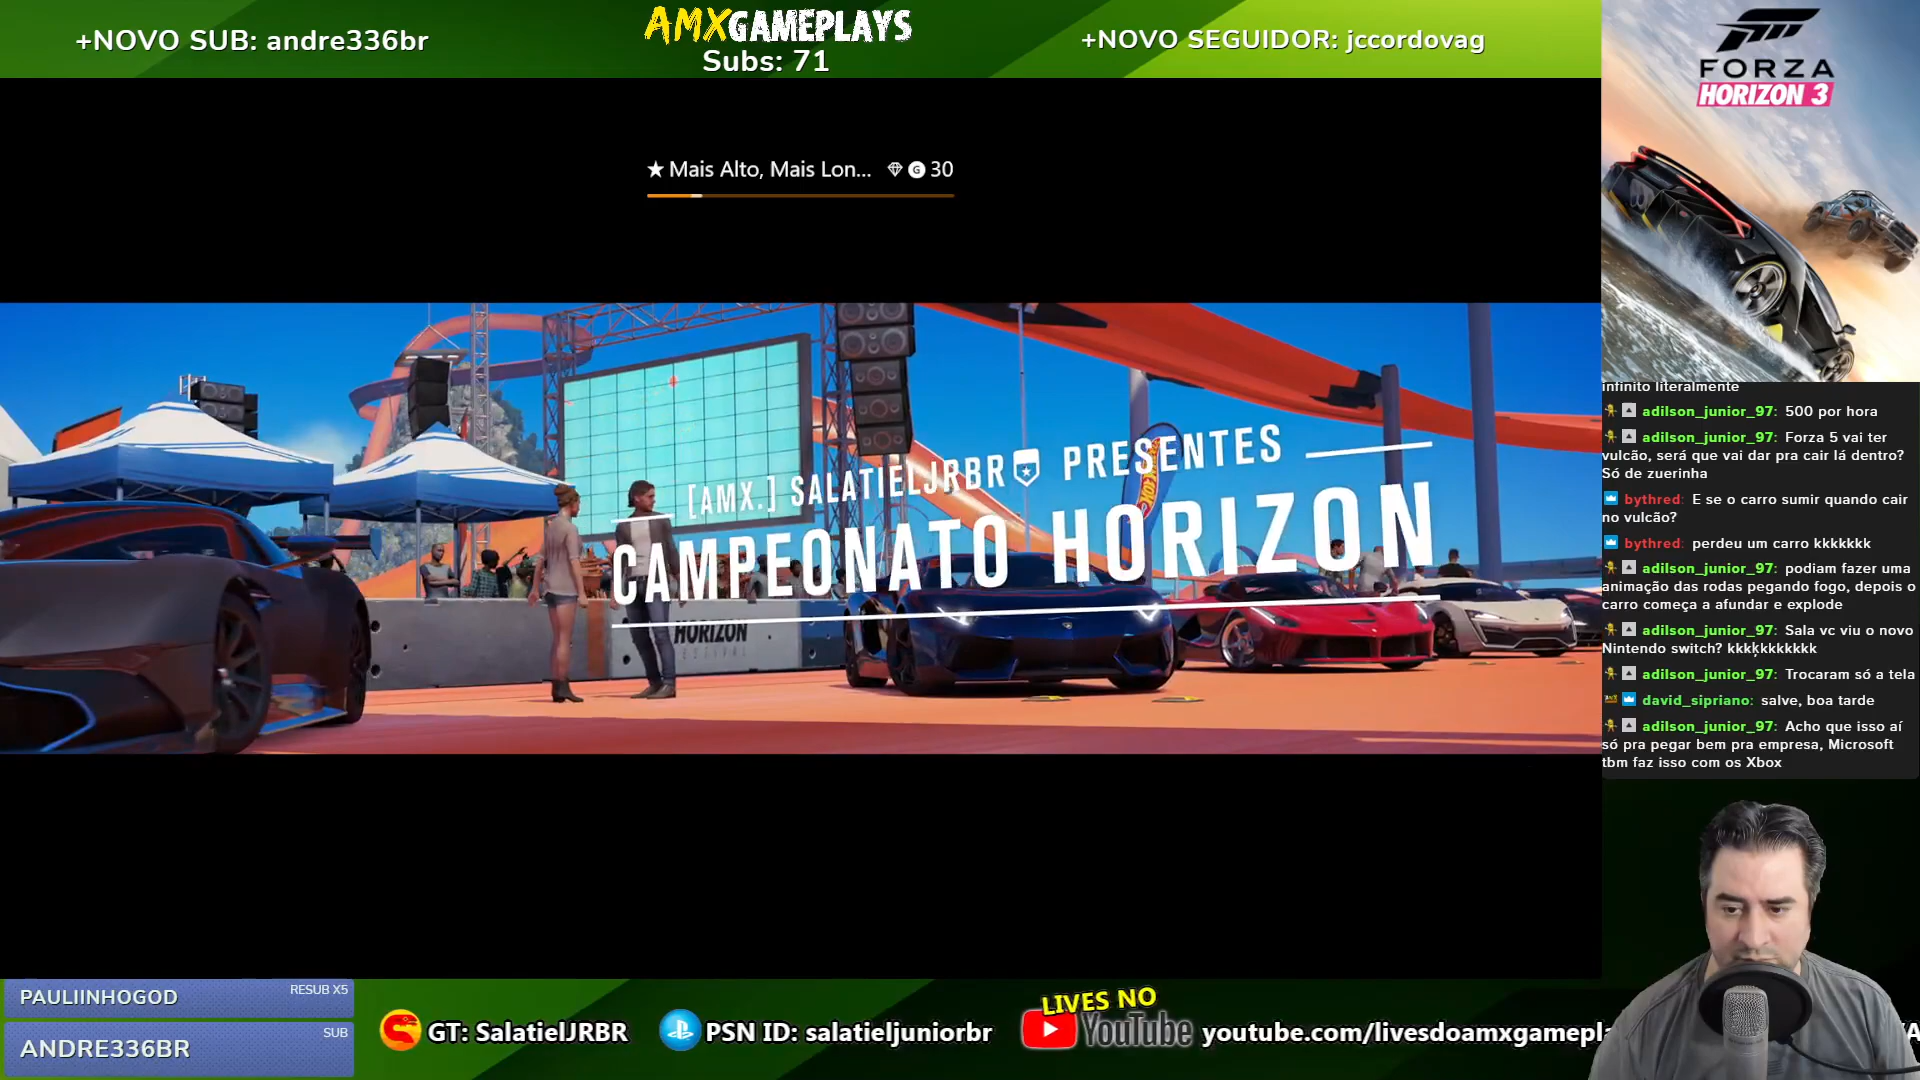 +NOVO SUB: andre336br
AMXGAMEPLAYS
Subs: 71
+NOVO SEGUIDOR: jccordovag
FORZA
HORIZON 3
★ Mais Alto, Mais Lon... G 30
[AMX.] SALATIELJRBR PRESENTES
CAMPEONATO HORIZON
HORIZON
FESTIVAL
infinito literalmente
adilson_junior_97: 500 por hora
adilson_junior_97: Forza 5 vai ter
vulcão, será que vai dar pra cair lá dentro?
Só de zuerinha
bythred: E se o carro sumir quando cair
no vulcão?
bythred: perdeu um carro kkkkkkk
adilson_junior_97: podiam fazer uma
animação das rodas pegando fogo, depois o
carro começa a afundar e explode
adilson_junior_97: Sala vc viu o novo
Nintendo switch? kkkkkkkkkkk
adilson_junior_97: Trocaram só a tela
david_sipriano: salve, boa tarde
adilson_junior_97: Acho que isso aí
só pra pegar bem pra empresa, Microsoft
tbm faz isso com os Xbox
PAULIINHOGOD
RESUB X5
ANDRE336BR
SUB
GT: SalatielJRBR
PSN ID: salatieljuniorbr
LIVES NO
YouTube
youtube.com/livesdoamxgamepla